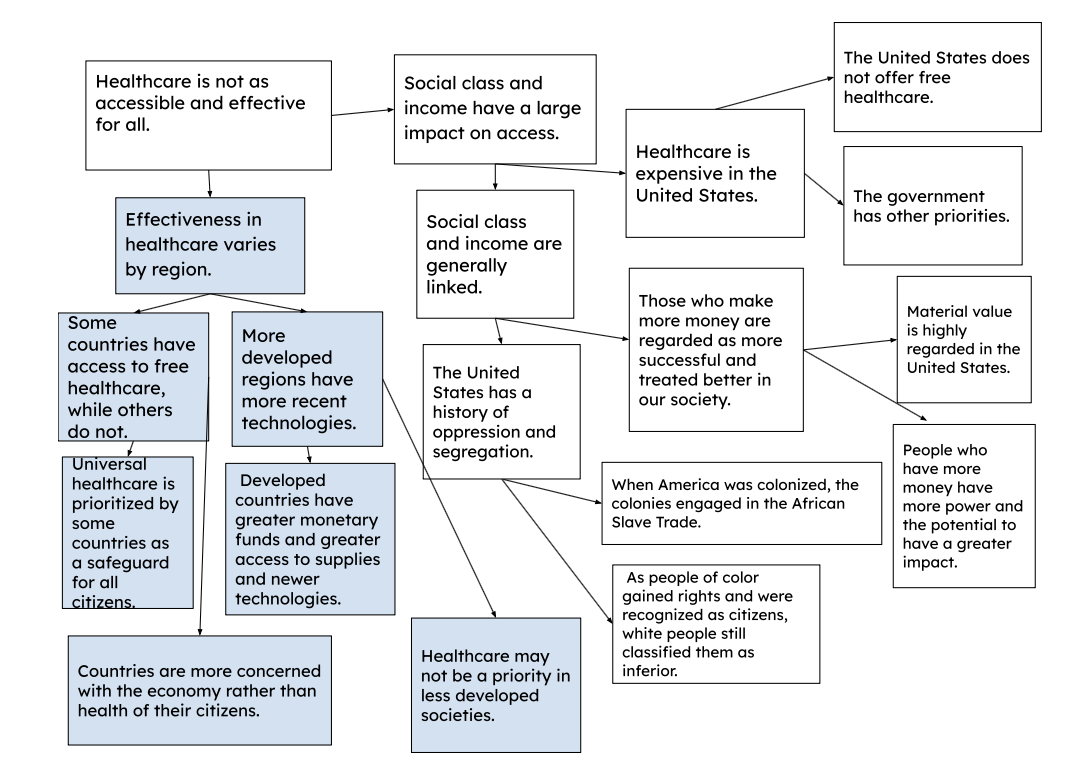 Healthcare is not as
accessible and effective
for all.
Social class and
income have a large
impact on access.
The United States does
not offer free
healthcare.
Healthcare is
expensive in the
United States.
The government
has other priorities.
Effectiveness in
healthcare varies
by region.
Social class
and income are
generally
linked.
Those who make
more money are
regarded as more
successful and
treated better in
our society.
Material value
is highly
regarded in the
United States.
Some
countries have
access to free
healthcare,
while others
do not.
More
developed
regions have
more recent
technologies.
The United
States has a
history of
oppression and
segregation.
People who
have more
money have
more power and
the potential to
have a greater
impact.
Universal
healthcare is
prioritized by
some
countries as
a safeguard
for all
citizens.
Developed
countries have
greater monetary
funds and greater
access to supplies
and newer
technologies.
When America was colonized, the
colonies engaged in the African
Slave Trade.
As people of color
gained rights and were
recognized as citizens,
white people still
classified them as
inferior.
Countries are more concerned
with the economy rather than
health of their citizens.
Healthcare may
not be a priority in
less developed
societies.